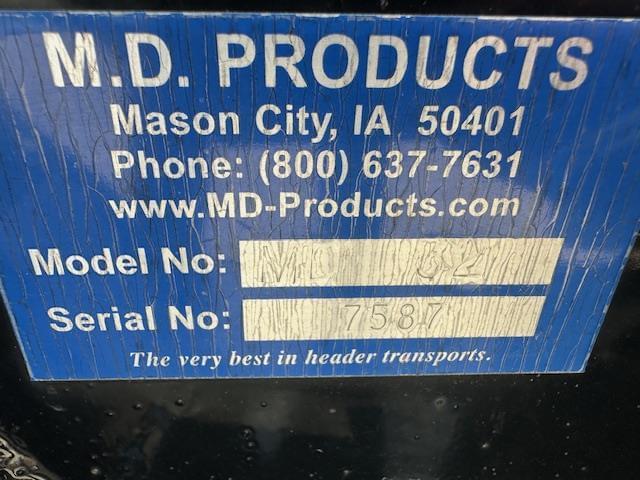 M.D. PRODUCTS
Mason City, IA 50401
Phone: (800) 637-7631
www.MD-Products.com
Model No: MD
Serial No: 7587
The very best in header transports.